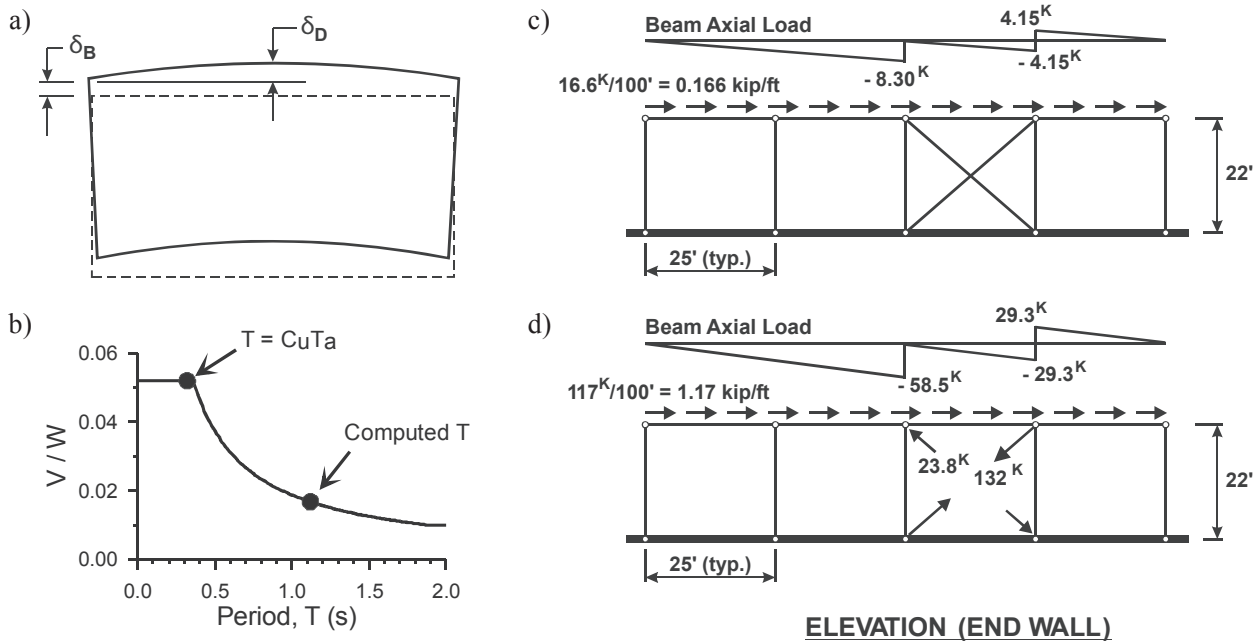 a)
δB
δD
b)
T = CuTa
Computed T
V / W
0.06
0.04
0.02
0.00
0.0
0.5
1.0
1.5
2.0
Period, T (s)
c)
4.15K
Beam Axial Load
- 8.30K
- 4.15K
16.6K/100' = 0.166 kip/ft
22'
25' (typ.)
d)
29.3K
Beam Axial Load
- 58.5K
- 29.3K
117K/100' = 1.17 kip/ft
23.8K
132 K
22'
25' (typ.)
ELEVATION (END WALL)